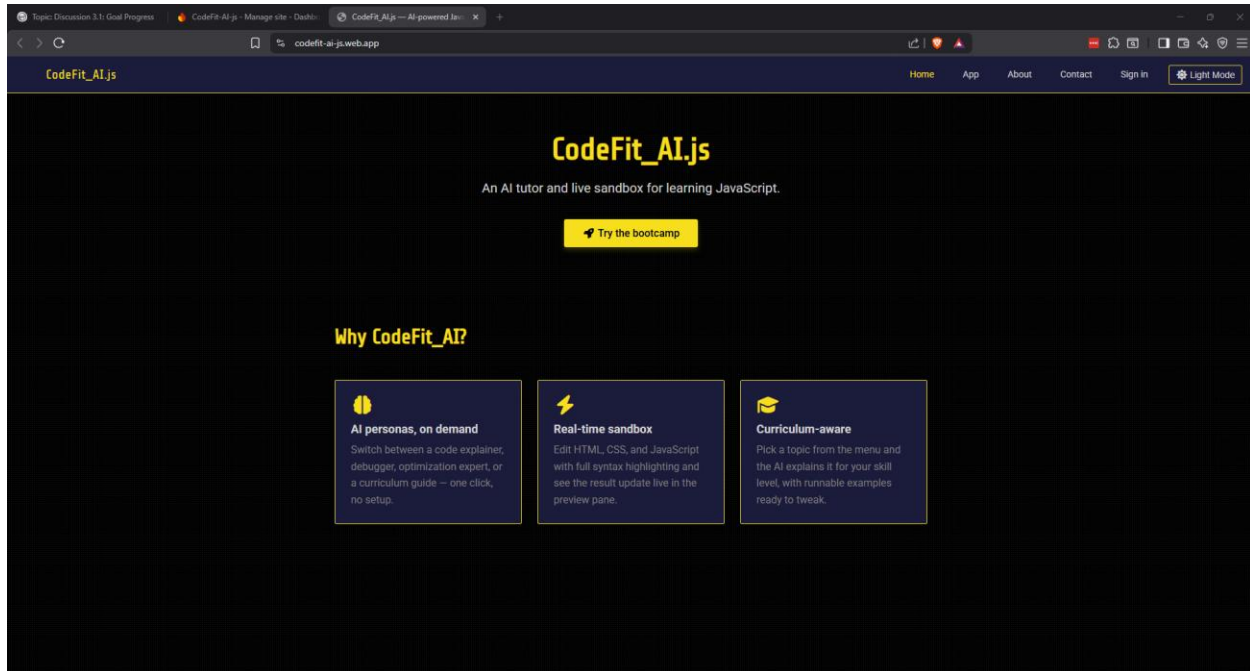 Topic: Discussion 3.1: Goal Progress
CodeFit-AI-js - Manage site - Dashb
CodeFit_AI.js — AI-powered Jav
codefit-ai-js.web.app
CodeFit_AI.js
Home
App
About
Contact
Sign in
Light Mode
CodeFit_AI.js
An AI tutor and live sandbox for learning JavaScript.
Try the bootcamp
Why CodeFit_AI?
AI personas, on demand
Switch between a code explainer,
debugger, optimization expert, or
a curriculum guide — one click,
no setup.
Real-time sandbox
Edit HTML, CSS, and JavaScript
with full syntax highlighting and
see the result update live in the
preview pane.
Curriculum-aware
Pick a topic from the menu and
the AI explains it for your skill
level, with runnable examples
ready to tweak.